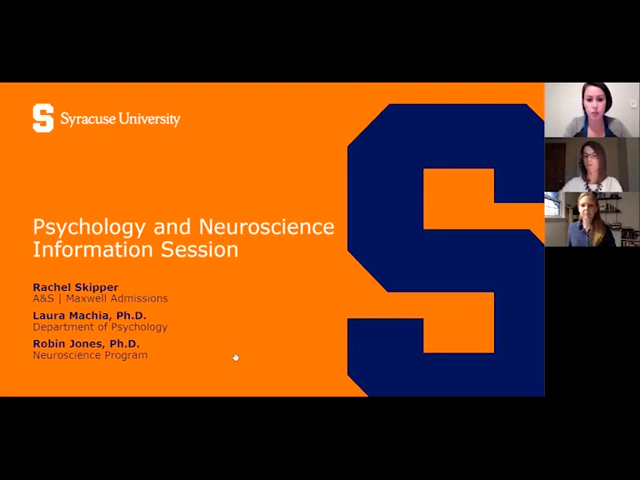 S Syracuse University
Psychology and Neuroscience
Information Session
Rachel Skipper
A&S | Maxwell Admissions
Laura Machia, Ph.D.
Department of Psychology
Robin Jones, Ph.D.
Neuroscience Program
S